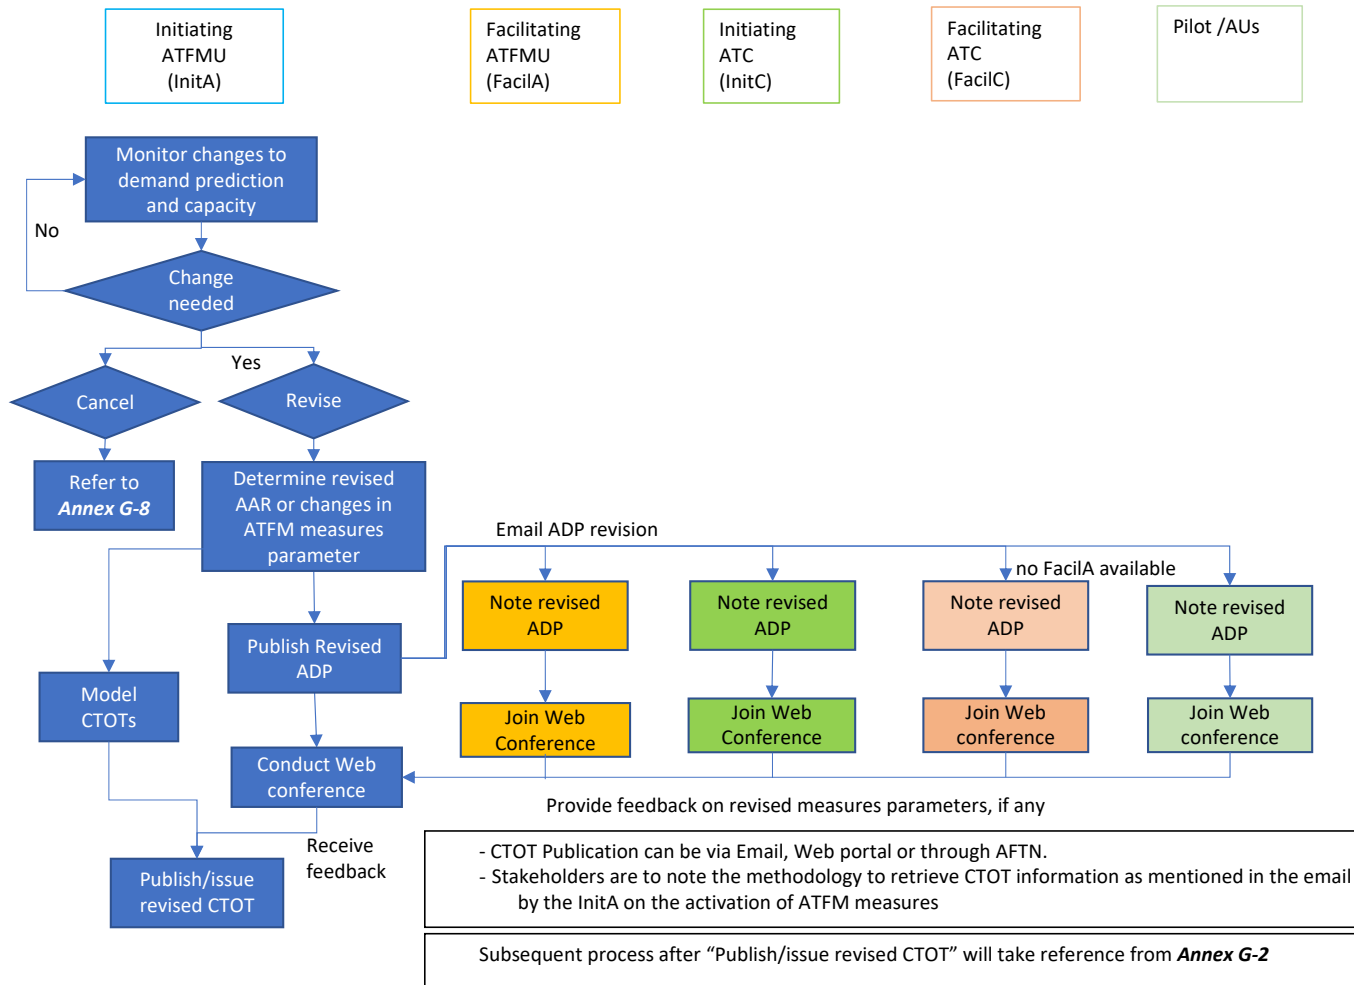 Initiating
ATFMU
(InitA)
Facilitating
ATFMU
(FacilA)
Initiating
ATC
(InitC)
Facilitating
ATC
(FacilC)
Pilot /AUs
Monitor changes to
demand prediction
and capacity
No
Change
needed
Yes
Cancel
Revise
Refer to
Annex G-8
Determine revised
AAR or changes in
ATFM measures
parameter
Email ADP revision
no FacilA available
Note revised
ADP
Note revised
ADP
Note revised
ADP
Note revised
ADP
Publish Revised
ADP
Model
CTOTs
Join Web
Conference
Join Web
Conference
Join Web
conference
Join Web
conference
Conduct Web
conference
Provide feedback on revised measures parameters, if any
Receive
feedback
Publish/issue
revised CTOT
- CTOT Publication can be via Email, Web portal or through AFTN.
- Stakeholders are to note the methodology to retrieve CTOT information as mentioned in the email
by the InitA on the activation of ATFM measures
Subsequent process after “Publish/issue revised CTOT” will take reference from Annex G-2